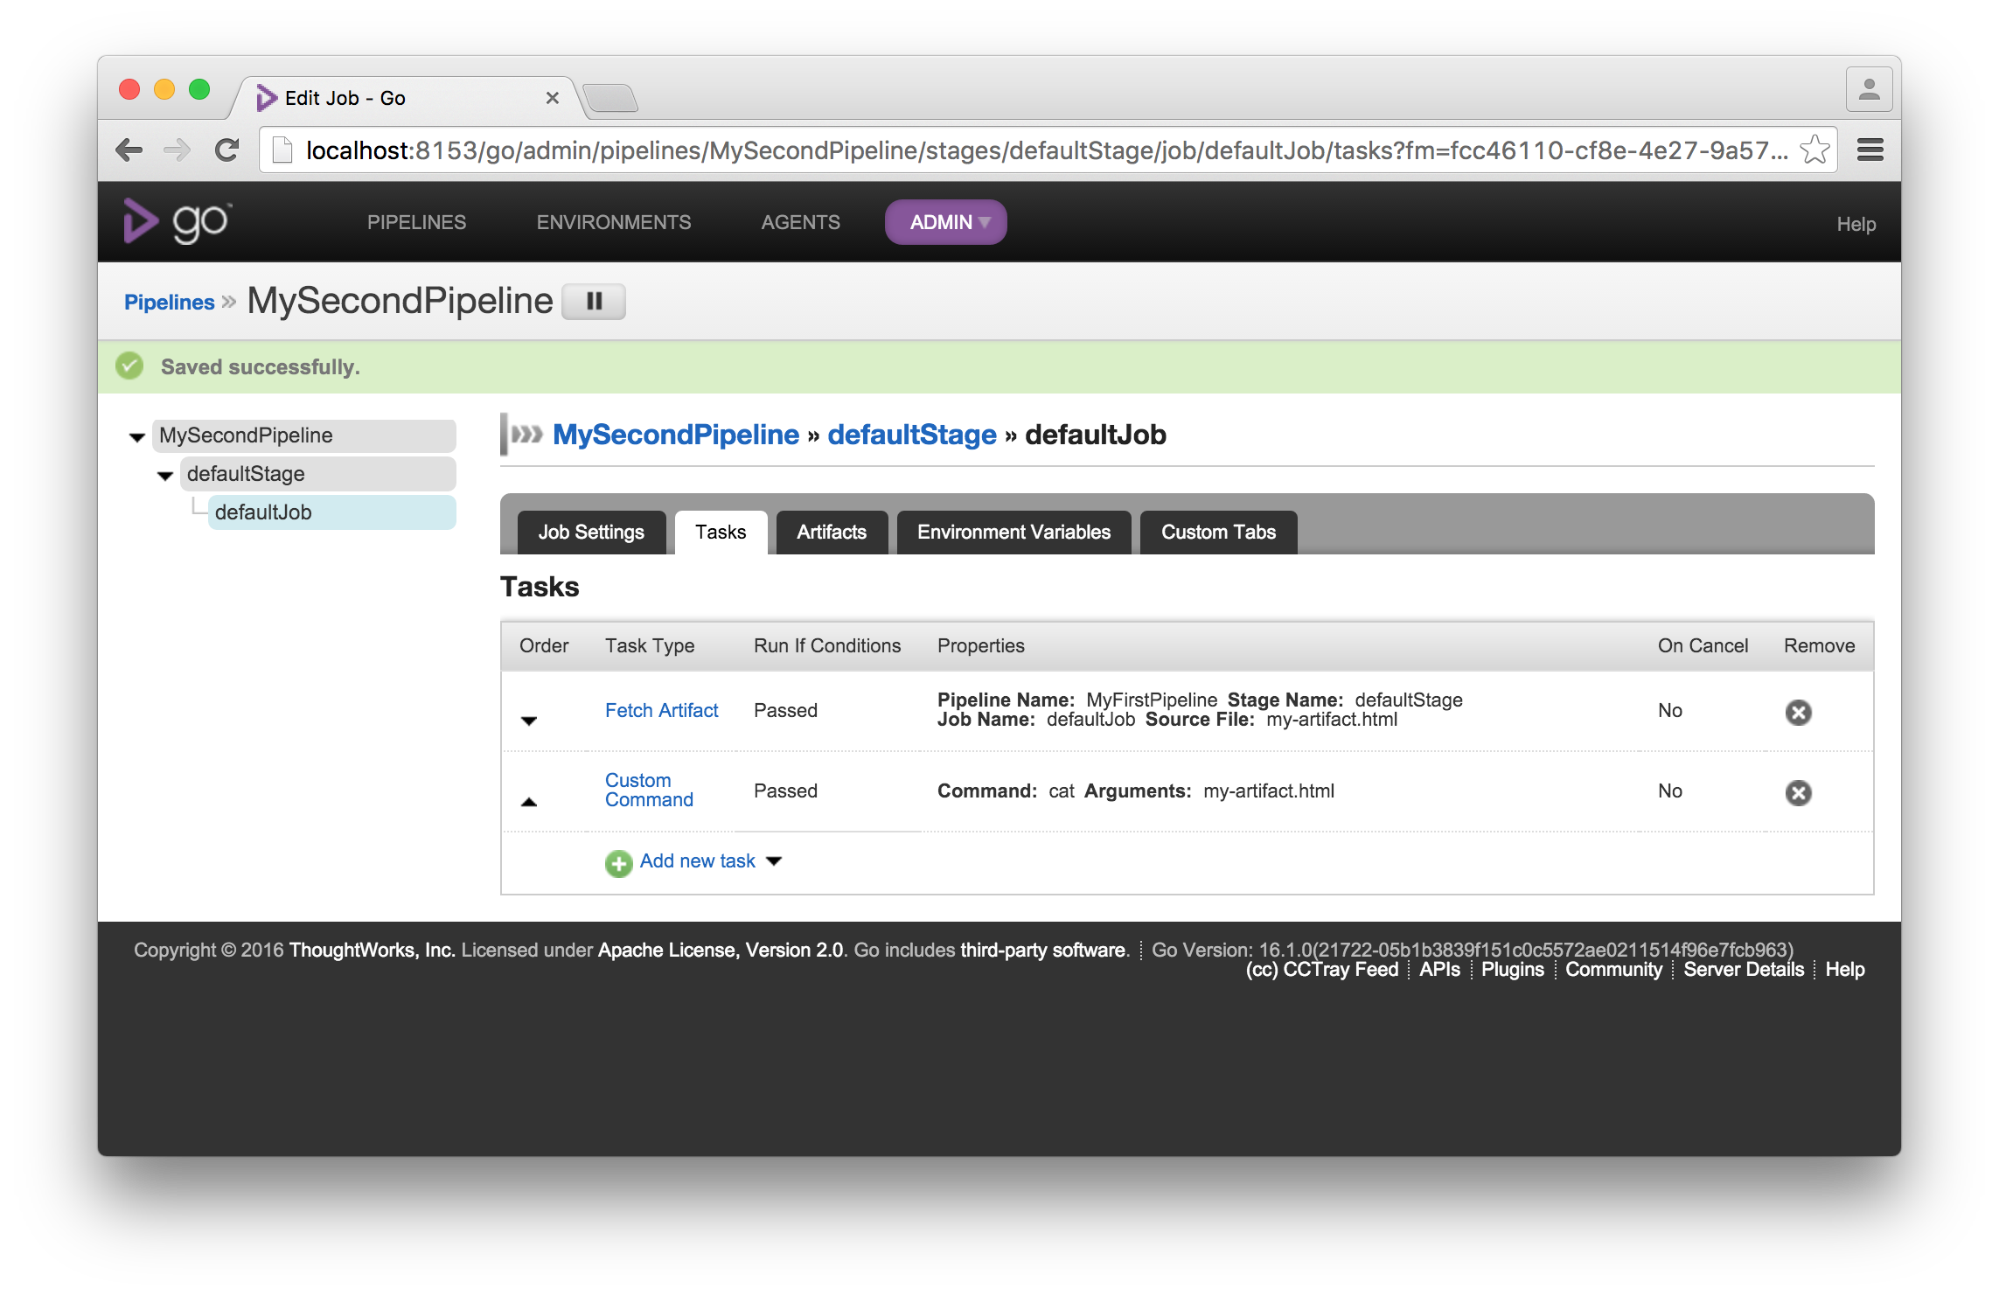 Edit Job - Go
localhost:8153/go/admin/pipelines/MySecondPipeline/stages/defaultStage/job/defaultJob/tasks?fm=fcc46110-cf8e-4e27-9a57...
go™ PIPELINES ENVIRONMENTS AGENTS ADMIN Help
Pipelines » MySecondPipeline
Saved successfully.
MySecondPipeline
defaultStage
defaultJob
MySecondPipeline » defaultStage » defaultJob
Job Settings Tasks Artifacts Environment Variables Custom Tabs
Tasks
Order Task Type Run If Conditions Properties On Cancel Remove
Fetch Artifact Passed Pipeline Name: MyFirstPipeline Stage Name: defaultStage No
Job Name: defaultJob Source File: my-artifact.html
Custom
Command Passed Command: cat Arguments: my-artifact.html No
Add new task
Copyright © 2016 ThoughtWorks, Inc. Licensed under Apache License, Version 2.0. Go includes third-party software. Go Version: 16.1.0(21722-05b1b3839f151c0c5572ae0211514f96e7fcb963)
(cc) CCTray Feed APIs Plugins Community Server Details Help